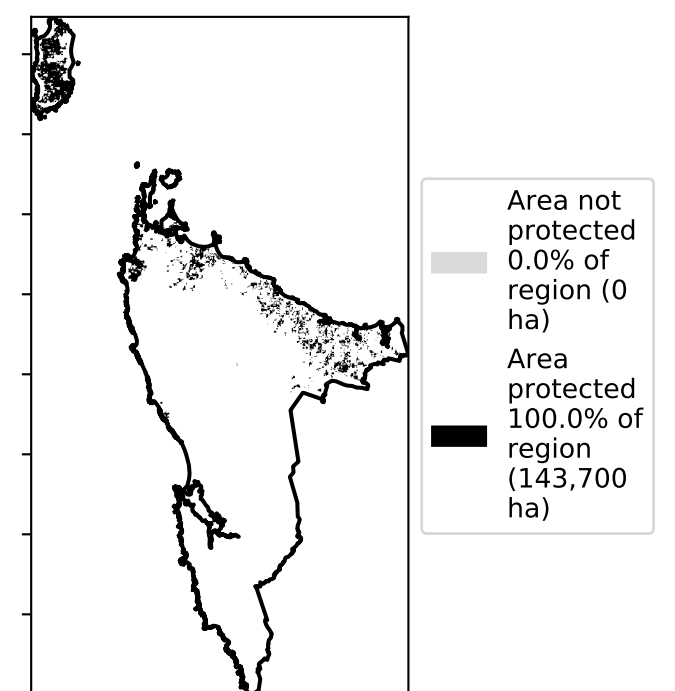 Area not
protected
0.0% of
region (0
ha)
Area
protected
100.0% of
region
(143,700
ha)